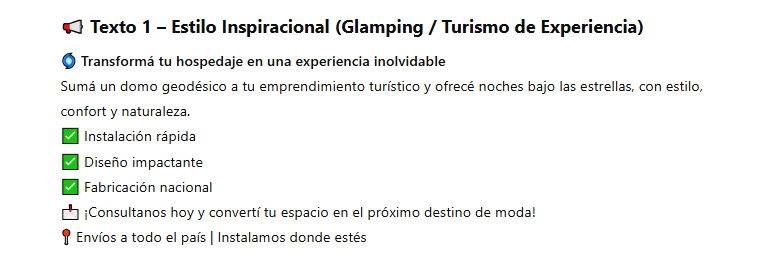 📢 Texto 1 – Estilo Inspiracional (Glamping / Turismo de Experiencia)
🌀 Transformá tu hospedaje en una experiencia inolvidable
Sumá un domo geodésico a tu emprendimiento turístico y ofrecé noches bajo las estrellas, con estilo,
confort y naturaleza.
✅ Instalación rápida
✅ Diseño impactante
✅ Fabricación nacional
📩 ¡Consultanos hoy y convertí tu espacio en el próximo destino de moda!
📍 Envíos a todo el país | Instalamos donde estés